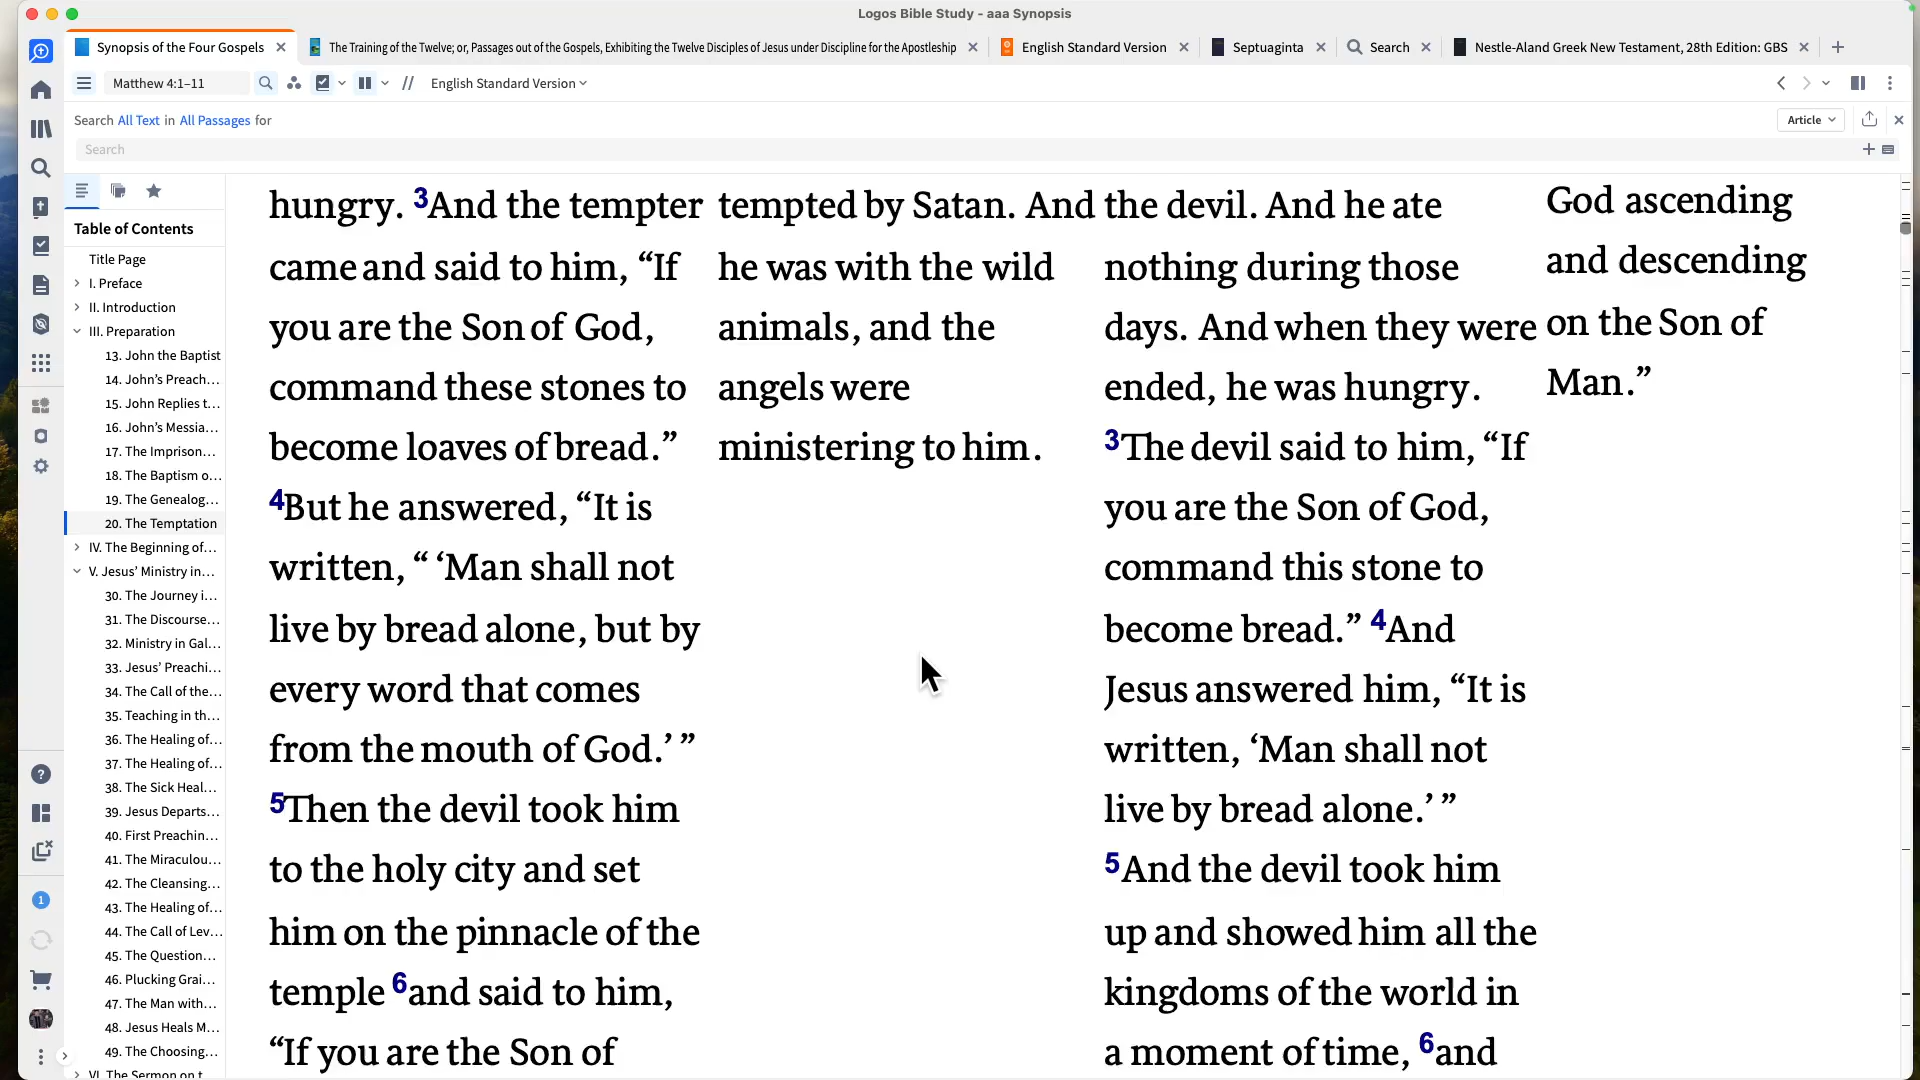 Logos Bible Study - aaa Synopsis
Synopsis of the Four Gospels
The Training of the Twelve; or, Passages out of the Gospels, Exhibiting the Twelve Disciples of Jesus under Discipline for the Apostleship
English Standard Version
Septuaginta
Search
Nestle-Aland Greek New Testament, 28th Edition: GBS
Matthew 4:1–11
English Standard Version
Search All Text in All Passages for
Article
Search
Table of Contents
Title Page
I. Preface
II. Introduction
III. Preparation
13. John the Baptist
14. John’s Preach…
15. John Replies t…
16. John’s Messia…
17. The Imprison…
18. The Baptism o…
19. The Genealog…
20. The Temptation
IV. The Beginning of…
V. Jesus’ Ministry in…
30. The Journey i…
31. The Discourse…
32. Ministry in Gal…
33. Jesus’ Preachi…
34. The Call of the…
35. Teaching in th…
36. The Healing of…
37. The Healing of…
38. The Sick Heal…
39. Jesus Departs…
40. First Preachin…
41. The Miraculou…
42. The Cleansing…
43. The Healing of…
44. The Call of Lev…
45. The Question…
46. Plucking Grai…
47. The Man with…
48. Jesus Heals M…
49. The Choosing…
VI. The Sermon on t…
1
hungry. 3And the tempter
came and said to him, “If
you are the Son of God,
command these stones to
become loaves of bread.”
4But he answered, “It is
written, “ ‘Man shall not
live by bread alone, but by
every word that comes
from the mouth of God.’ ”
5Then the devil took him
to the holy city and set
him on the pinnacle of the
temple 6and said to him,
“If you are the Son of
tempted by Satan. And
he was with the wild
animals, and the
angels were
ministering to him.
the devil. And he ate
nothing during those
days. And when they were
ended, he was hungry.
3The devil said to him, “If
you are the Son of God,
command this stone to
become bread.” 4And
Jesus answered him, “It is
written, ‘Man shall not
live by bread alone.’ ”
5And the devil took him
up and showed him all the
kingdoms of the world in
a moment of time, 6and
God ascending
and descending
on the Son of
Man.”